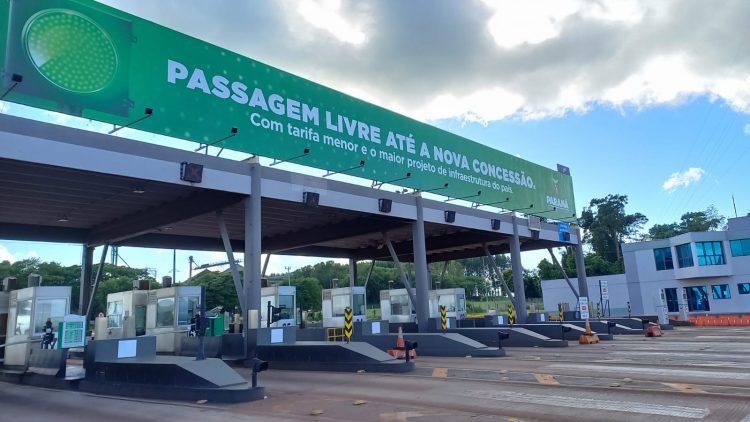 PASSAGEM LIVRE ATÉ A NOVA CONCESSÃO.
Com tarifa menor e o maior projeto de infraestrutura do país.
PARANÁ